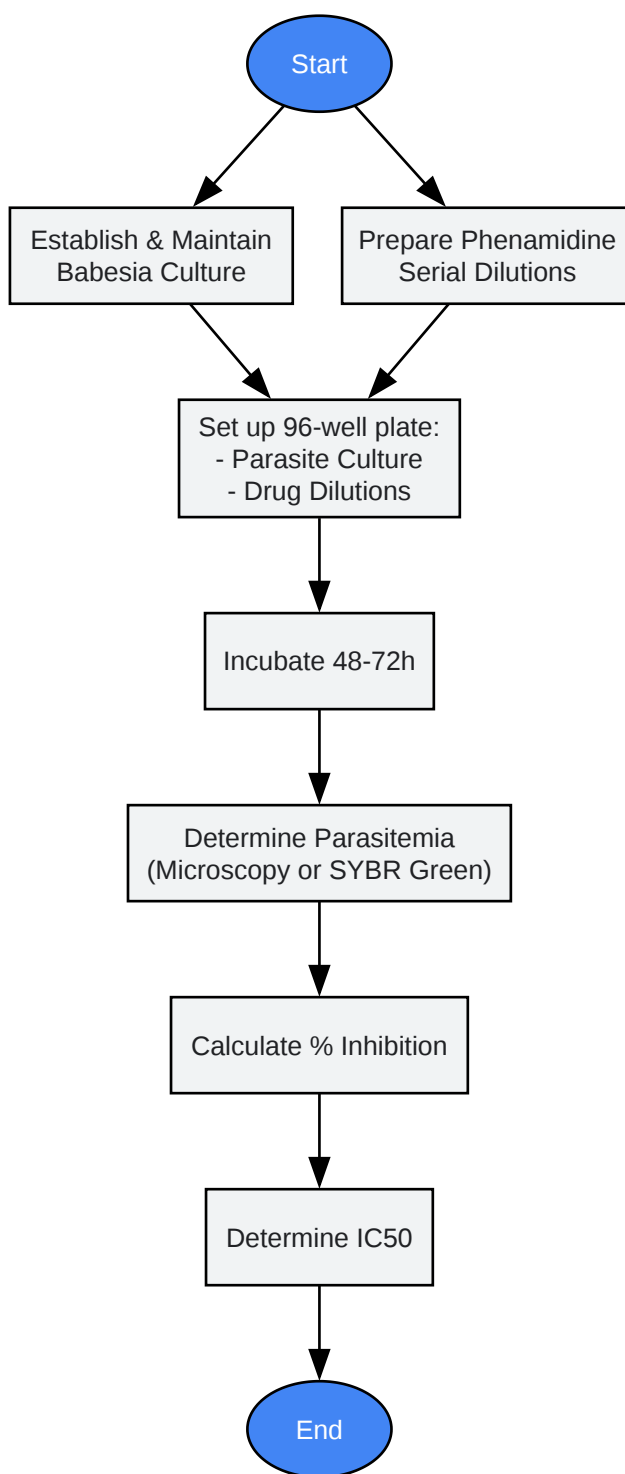 Start
Establish & Maintain
Babesia Culture
Prepare Phenamidine
Serial Dilutions
Set up 96-well plate:
- Parasite Culture
- Drug Dilutions
Incubate 48-72h
Determine Parasitemia
(Microscopy or SYBR Green)
Calculate % Inhibition
Determine IC50
End